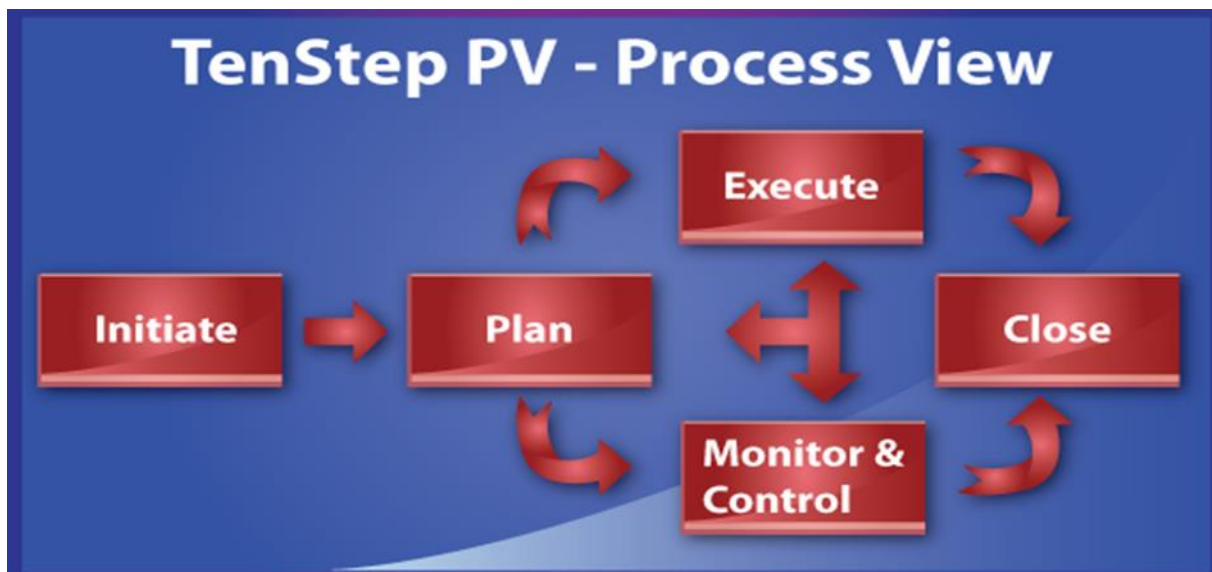 TenStep PV - Process View
Execute
Initiate
Plan
Close
Monitor &
Control